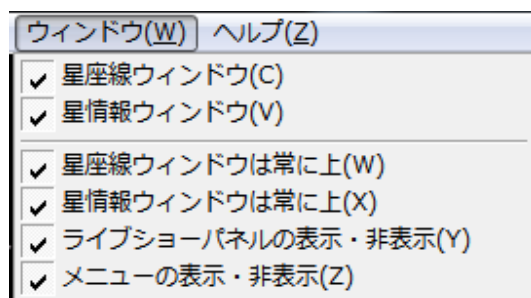 ウィンドウ(W) ヘルプ(Z)
星座線ウィンドウ(C)
星情報ウィンドウ(V)
星座線ウィンドウは常に上(W)
星情報ウィンドウは常に上(X)
ライブショーパネルの表示・非表示(Y)
メニューの表示・非表示(Z)